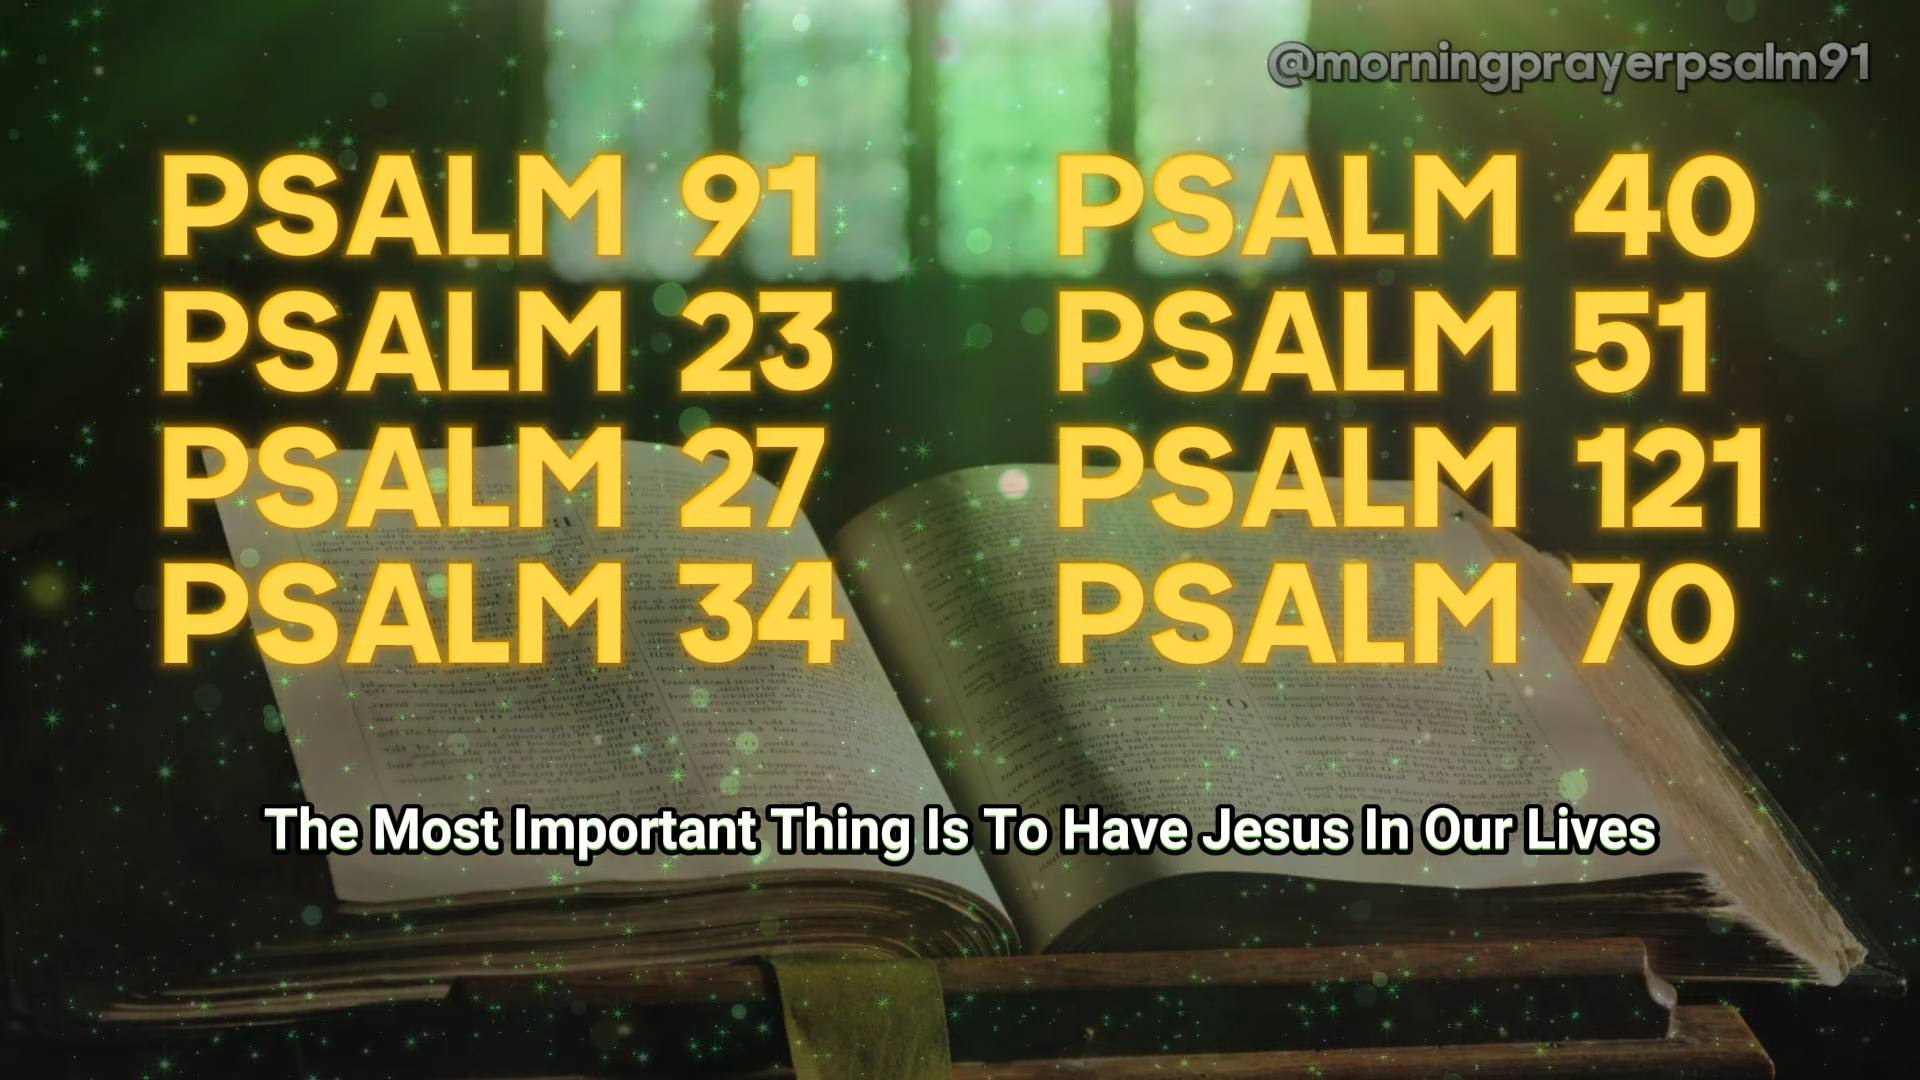 @morningprayerpsalm91
PSALM 91
PSALM 23
PSALM 27
PSALM 34
PSALM 40
PSALM 51
PSALM 121
PSALM 70
The Most Important Thing Is To Have Jesus In Our Lives